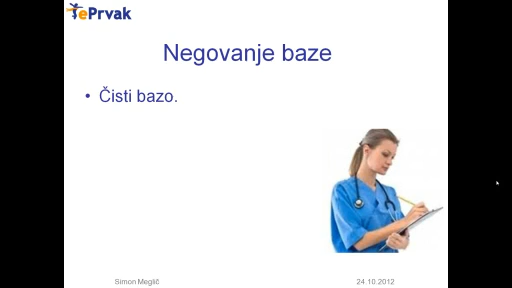 ePrvak
Negovanje baze
• Čisti bazo.
Simon Meglič
24.10.2012